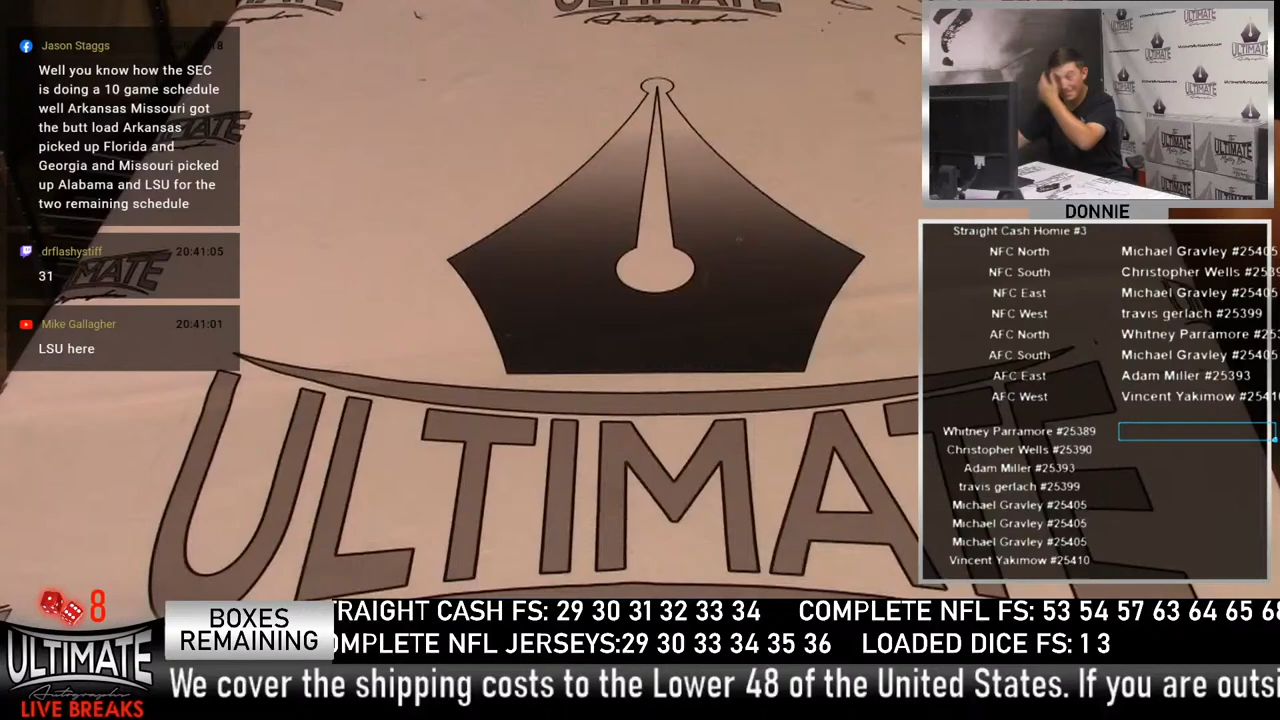 Jason Staggs
Well you know how the SEC
is doing a 10 game schedule
well Arkansas Missouri got
the butt load Arkansas
picked up Florida and
Georgia and Missouri picked
up Alabama and LSU for the
two remaining schedule
drflashystiff 20:41:05
31
Mike Gallagher 20:41:01
LSU here
ULTIMATE
DONNIE
Straight Cash Homie #3
NFC North Michael Gravley #25405
NFC South Christopher Wells #2539
NFC East Michael Gravley #25405
NFC West travis gerlach #25399
AFC North Whitney Parramore #253
AFC South Michael Gravley #25405
AFC East Adam Miller #25393
AFC West Vincent Yakimow #2541
Whitney Parramore #25389
Christopher Wells #25390
Adam Miller #25393
travis gerlach #25399
Michael Gravley #25405
Michael Gravley #25405
Michael Gravley #25405
Vincent Yakimow #25410
8
ULTIMATE
Autographs
LIVE BREAKS
BOXES
REMAINING
TRAIGHT CASH FS: 29 30 31 32 33 34 COMPLETE NFL FS: 53 54 57 63 64 65 68
OMPLETE NFL JERSEYS:29 30 33 34 35 36 LOADED DICE FS: 1 3
We cover the shipping costs to the Lower 48 of the United States. If you are outsi